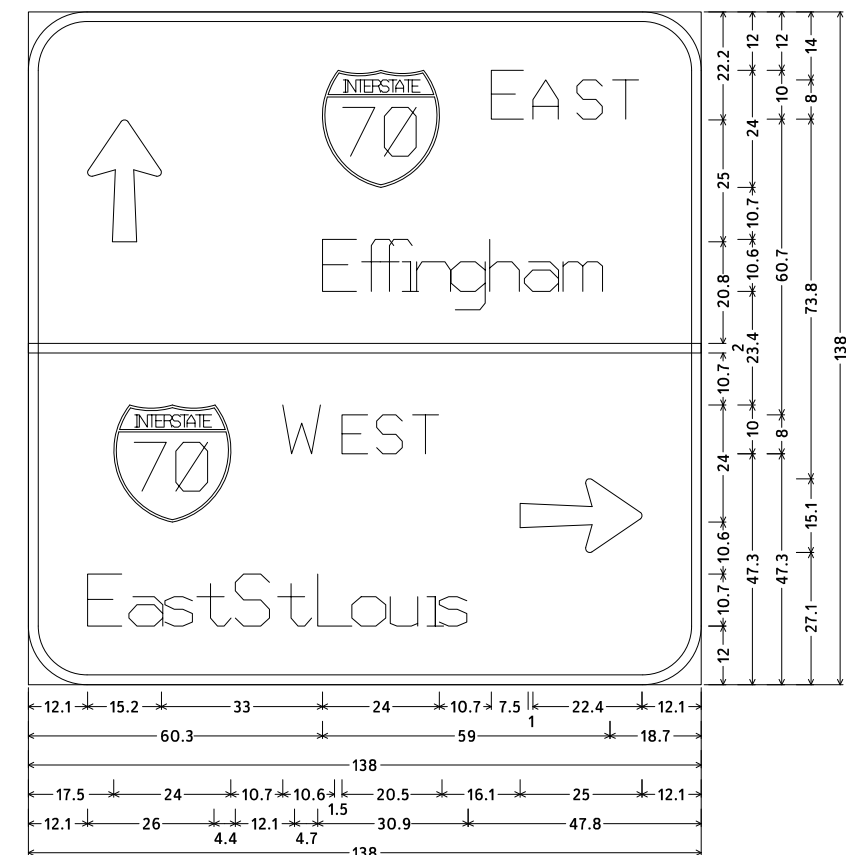 INTERSTATE
70
EAST
Effingham
INTERSTATE
70
WEST
East St Louis
22.2 25 20.8 2 10.7 24 10.6 10.7 12
12 24 10.7 10.6 23.4 10 47.3
12 10 60.7 8 47.3
14 8 73.8 15.1 27.1
138
12.1 15.2 33 24 10.7 7.5 1 22.4 12.1
60.3 59 18.7
138
17.5 24 10.7 10.6 1.5 20.5 16.1 25 12.1
12.1 26 4.4 12.1 4.7 30.9 47.8
138